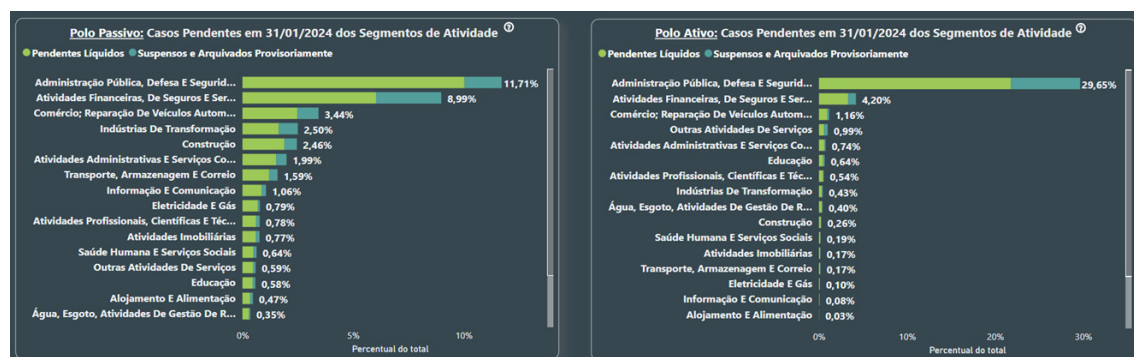 Polo Passivo: Casos Pendentes em 31/01/2024 dos Segmentos de Atividade ?
Pendentes Líquidos Suspensos e Arquivados Provisoriamente
Administração Pública, Defesa E Segurid... 11,71%
Atividades Financeiras, De Seguros E Ser... 8,99%
Comércio; Reparação De Veículos Autom... 3,44%
Indústrias De Transformação 2,50%
Construção 2,46%
Atividades Administrativas E Serviços Co... 1,99%
Transporte, Armazenagem E Correio 1,59%
Informação E Comunicação 1,06%
Eletricidade E Gás 0,79%
Atividades Profissionais, Científicas E Téc... 0,78%
Atividades Imobiliárias 0,77%
Saúde Humana E Serviços Sociais 0,64%
Outras Atividades De Serviços 0,59%
Educação 0,58%
Alojamento E Alimentação 0,47%
Água, Esgoto, Atividades De Gestão De R... 0,35%
0% 5% 10%
Percentual do total
Polo Ativo: Casos Pendentes em 31/01/2024 dos Segmentos de Atividade ?
Pendentes Líquidos Suspensos e Arquivados Provisoriamente
Administração Pública, Defesa E Segurid... 29,65%
Atividades Financeiras, De Seguros E Ser... 4,20%
Comércio; Reparação De Veículos Autom... 1,16%
Outras Atividades De Serviços 0,99%
Atividades Administrativas E Serviços Co... 0,74%
Educação 0,64%
Atividades Profissionais, Científicas E Téc... 0,54%
Indústrias De Transformação 0,43%
Água, Esgoto, Atividades De Gestão De R... 0,40%
Construção 0,26%
Saúde Humana E Serviços Sociais 0,19%
Atividades Imobiliárias 0,17%
Transporte, Armazenagem E Correio 0,17%
Eletricidade E Gás 0,10%
Informação E Comunicação 0,08%
Alojamento E Alimentação 0,03%
0% 10% 20% 30%
Percentual do total